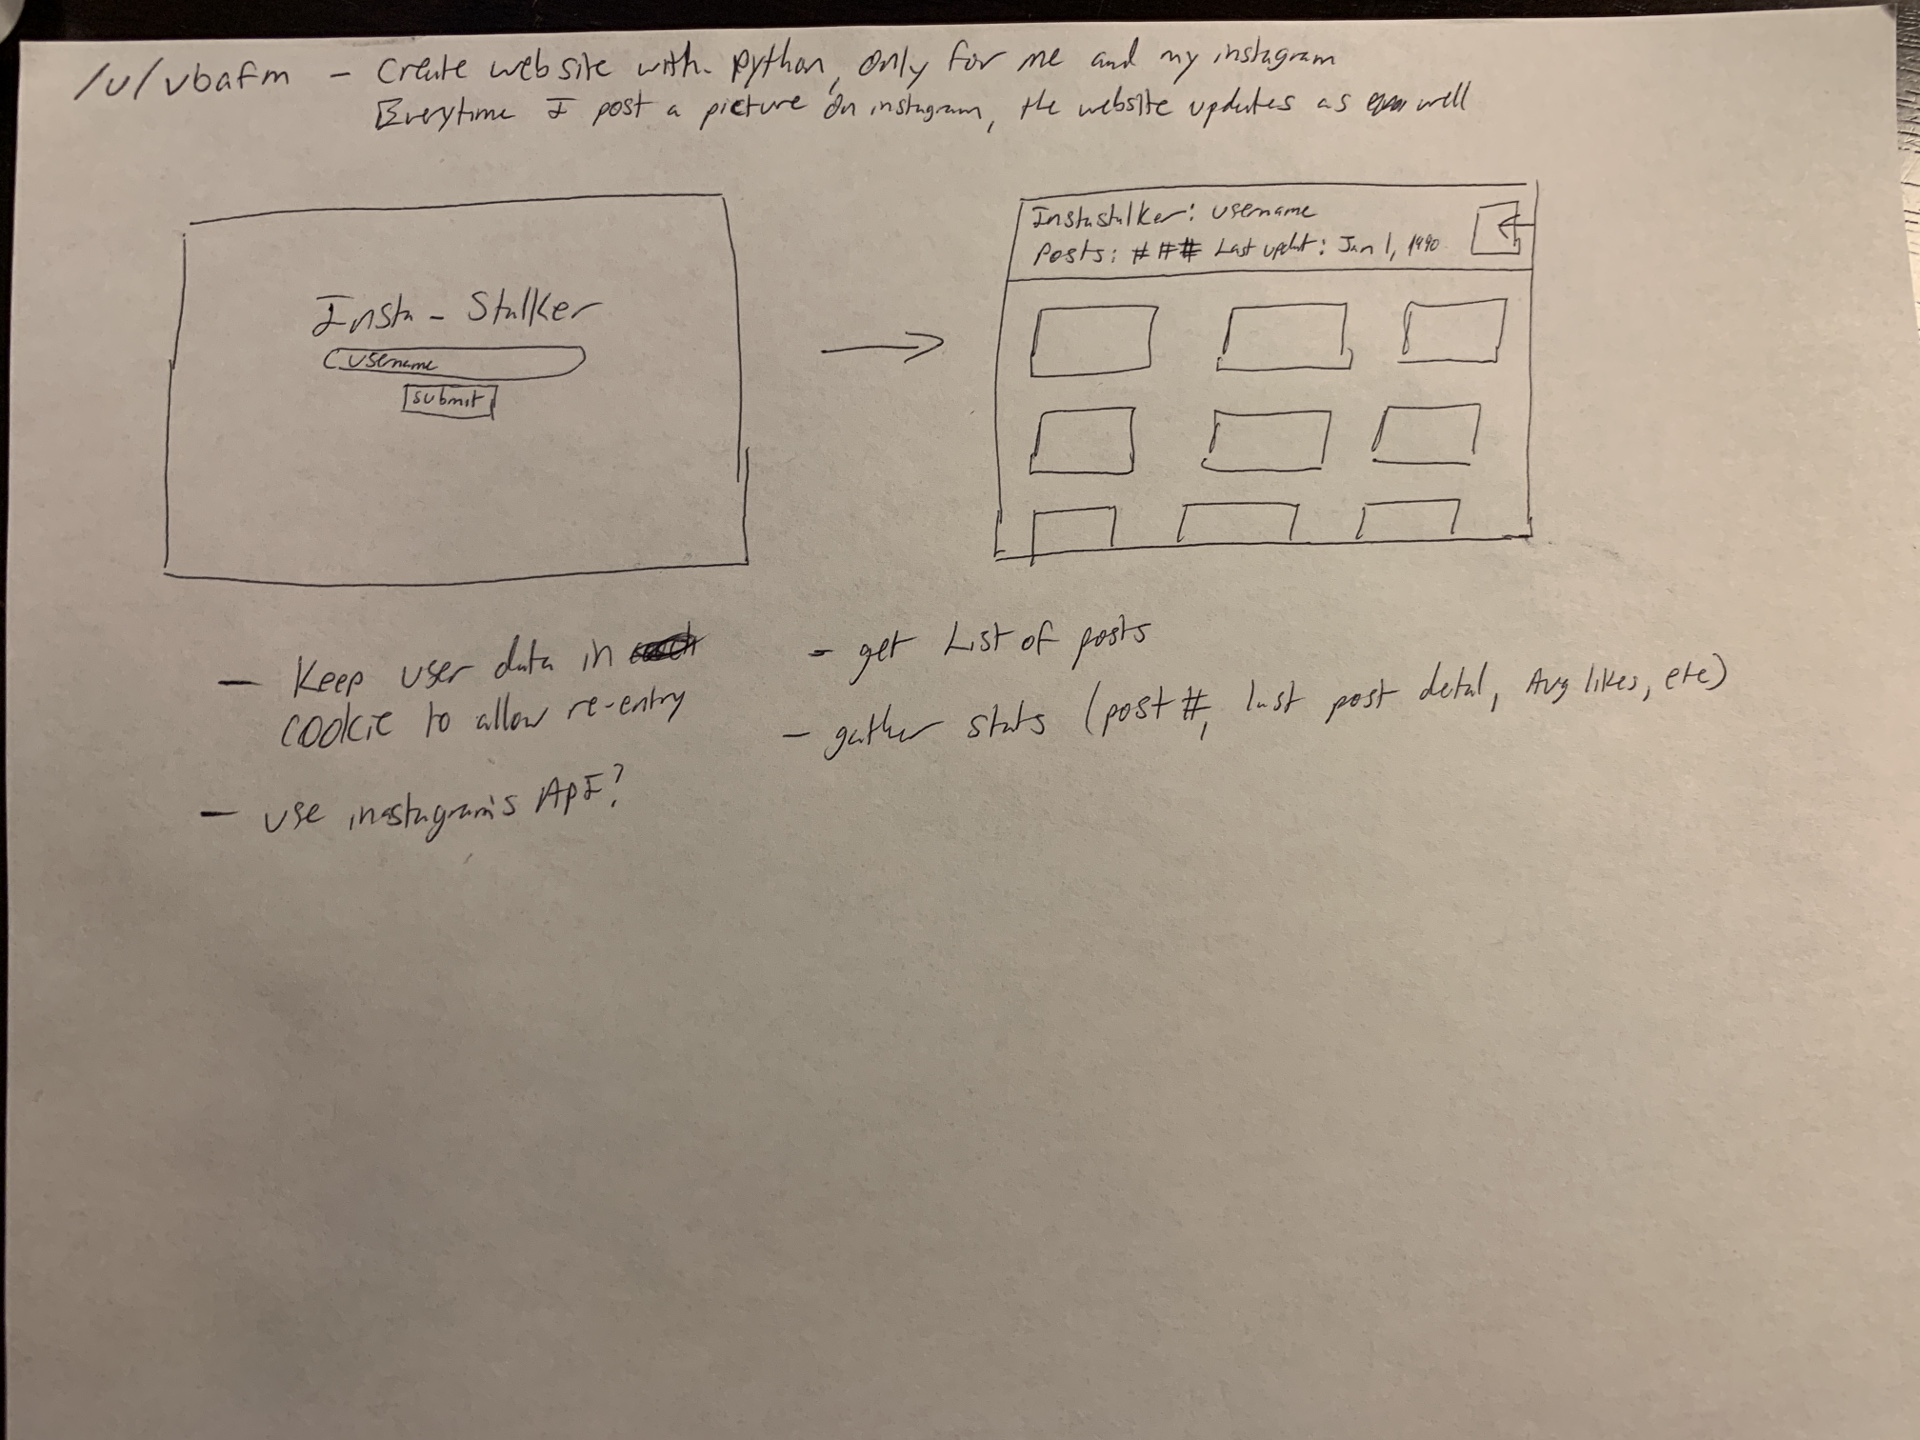 /u/vbafm - Create website with python, only for me and my instagram
Everytime I post a picture on instagram, the website updates as well
Insta-Stalker
username
submit
Instastalker: username
Posts: ### Last updt: Jan 1, 1990
- Keep user data in
cookie to allow re-entry
- use instagram's API?
- get List of posts
- gather stats (post #, last post detal, Avg likes, etc)